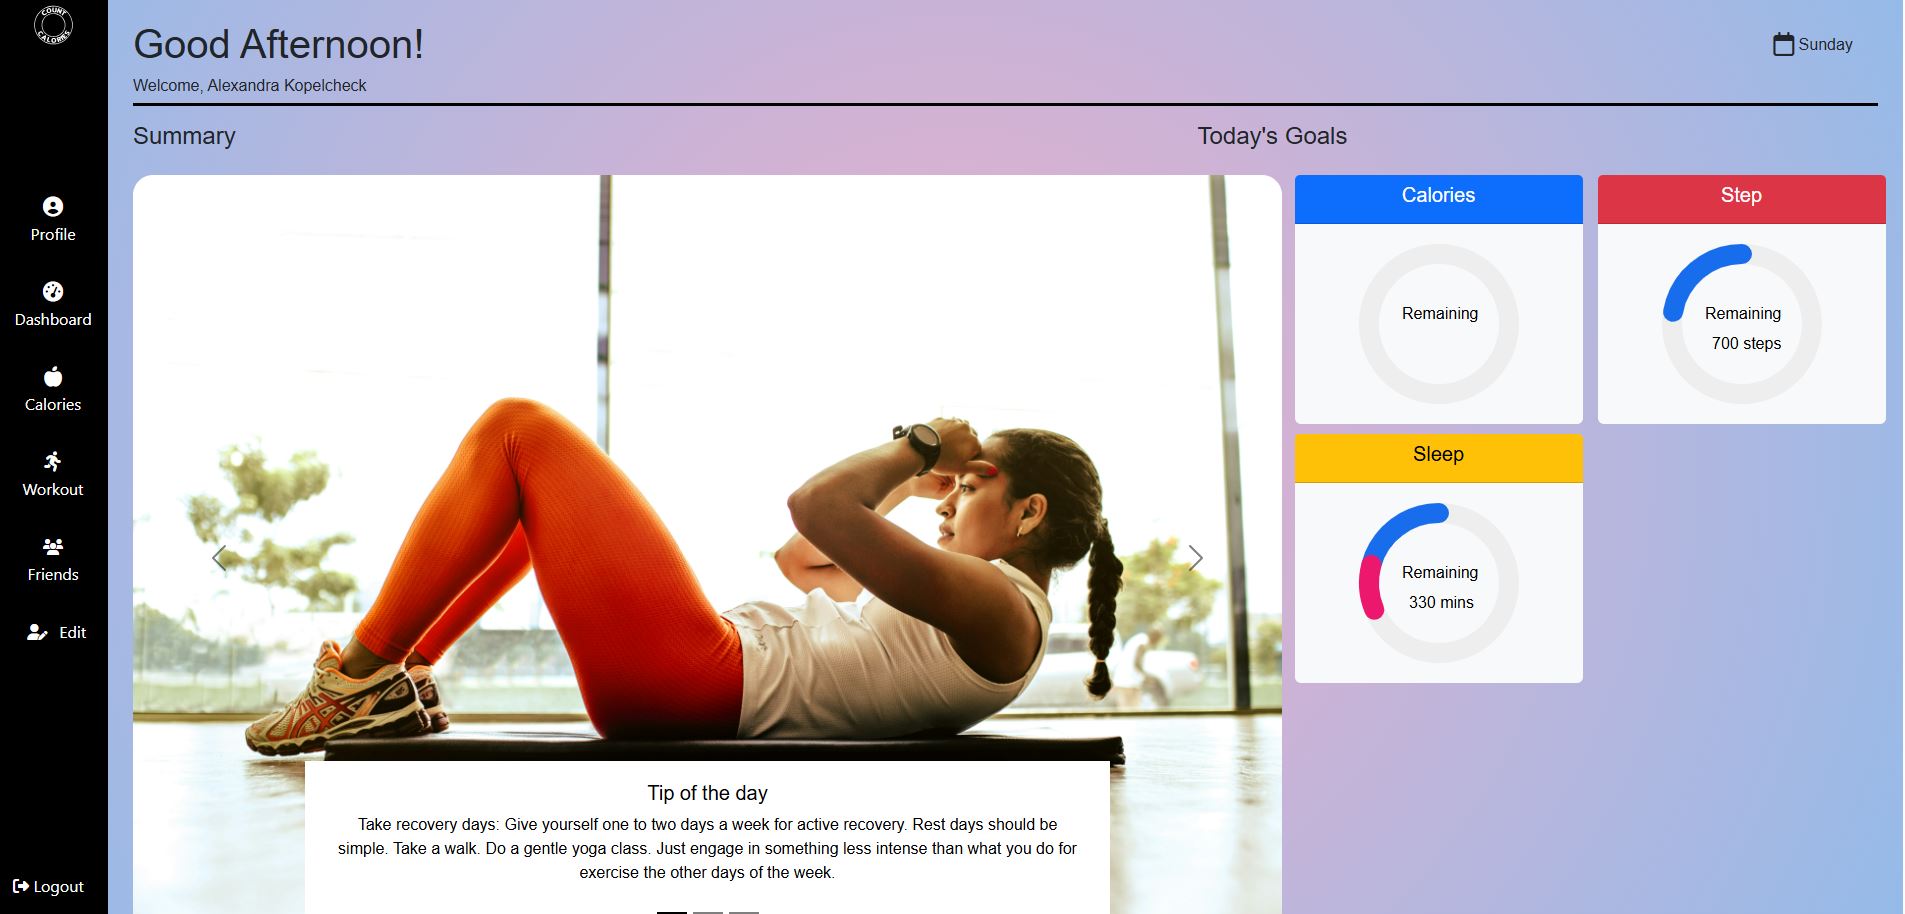 COUNT
CALORIES
Good Afternoon!
Sunday
Welcome, Alexandra Kopelcheck
Summary
Today's Goals
Profile
Dashboard
Calories
Workout
Friends
Edit
Logout
Calories
Remaining
Step
Remaining
700 steps
Sleep
Remaining
330 mins
Tip of the day
Take recovery days: Give yourself one to two days a week for active recovery. Rest days should be
simple. Take a walk. Do a gentle yoga class. Just engage in something less intense than what you do for
exercise the other days of the week.